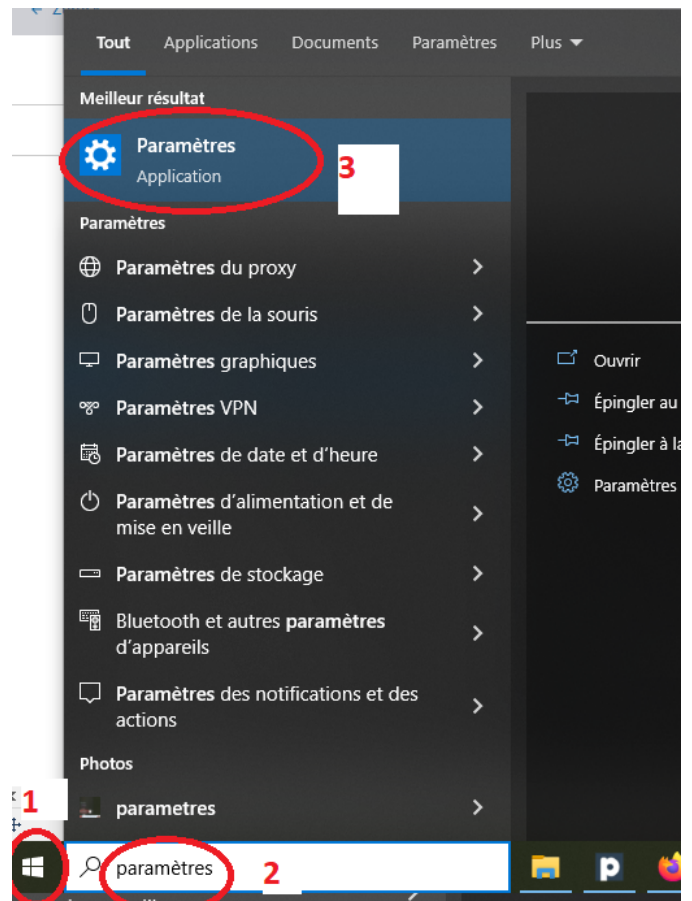 Tout Applications Documents Paramètres Plus
Meilleur résultat
Paramètres
Application
3
Paramètres
Paramètres du proxy
Paramètres de la souris
Paramètres graphiques
Paramètres VPN
Paramètres de date et d'heure
Paramètres d'alimentation et de
mise en veille
Paramètres de stockage
Bluetooth et autres paramètres
d'appareils
Paramètres des notifications et des
actions
Photos
parametres
Ouvrir
Épingler au
Épingler à la
Paramètres
1
paramètres
2